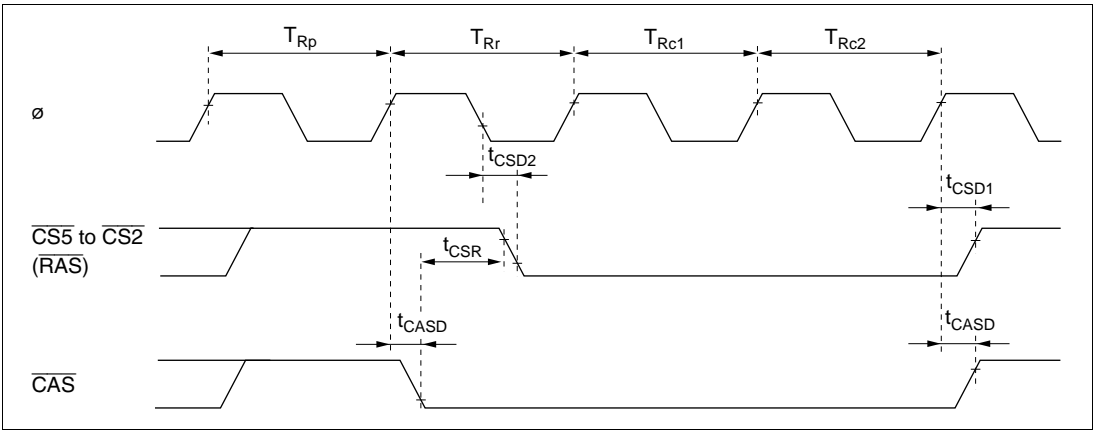 TRp TRr TRc1 TRc2
ø
tCSD2
tCSD1
CS5 to CS2
(RAS)
tCSR
tCASD tCASD
CAS